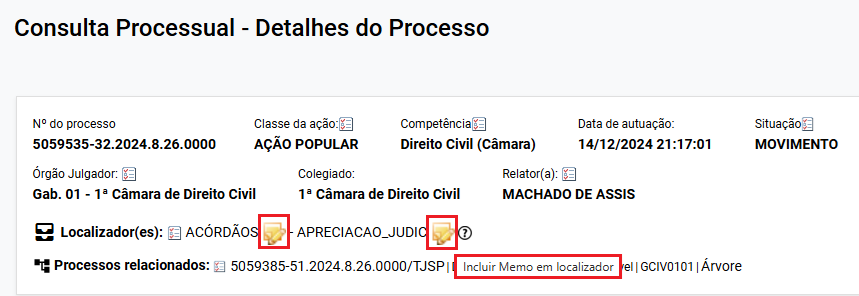 Consulta Processual - Detalhes do Processo
Nº do processo Classe da ação: Competência Data de autuação: Situação
5059535-32.2024.8.26.0000 AÇÃO POPULAR Direito Civil (Câmara) 14/12/2024 21:17:01 MOVIMENTO
Órgão Julgador: Colegiado: Relator(a):
Gab. 01 - 1ª Câmara de Direito Civil 1ª Câmara de Direito Civil MACHADO DE ASSIS
Localizador(es): ACÓRDÃOS - APRECIACAO_JUDIC
Processos relacionados: 5059385-51.2024.8.26.0000/TJSP | Incluir Memo em localizador vel | GCIV0101 | Árvore